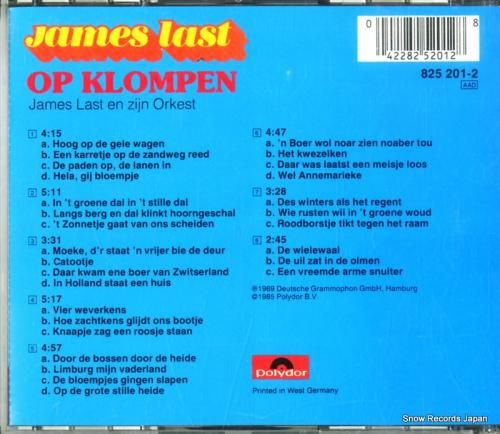 james last
OP KLOMPEN
James Last en zijn Orkest
0 8
42282 52012
825 201-2
AAD
1 4:15
a. Hoog op de gele wagen
b. Een karretje op de zandweg reed
c. De paden op, de lanen in
d. Hela, gij bloempje
2 5:11
a. In 't groene dal in 't stille dal
b. Langs berg en dal klinkt hoorngeschal
c. 't Zonnetje gaat van ons scheiden
3 3:31
a. Moeke, d'r staat 'n vrijer bie de deur
b. Catootje
c. Daar kwam ene boer van Zwitserland
d. In Holland staat een huis
4 5:17
a. Vier weverkens
b. Hoe zachtkens glijdt ons bootje
c. Knaapje zag een roosje staan
5 4:57
a. Door de bossen door de heide
b. Limburg mijn vaderland
c. De bloempjes gingen slapen
d. Op de grote stille heide
6 4:47
a. 'n Boer wol noar zien noaber tou
b. Het kwezelken
c. Daar was laatst een meisje loos
d. Wel Annemarieke
7 3:28
a. Des winters als het regent
b. Wie rusten wil in 't groene woud
c. Roodborstje tikt tegen het raam
8 2:45
a. De wielewaal
b. De uil zat in de olmen
c. Een vreemde arme snuiter
℗1969 Deutsche Grammophon GmbH, Hamburg
©1985 Polydor B.V.
polydor
Printed in West Germany
Snow Records Japan
http://snowrecords.jp/